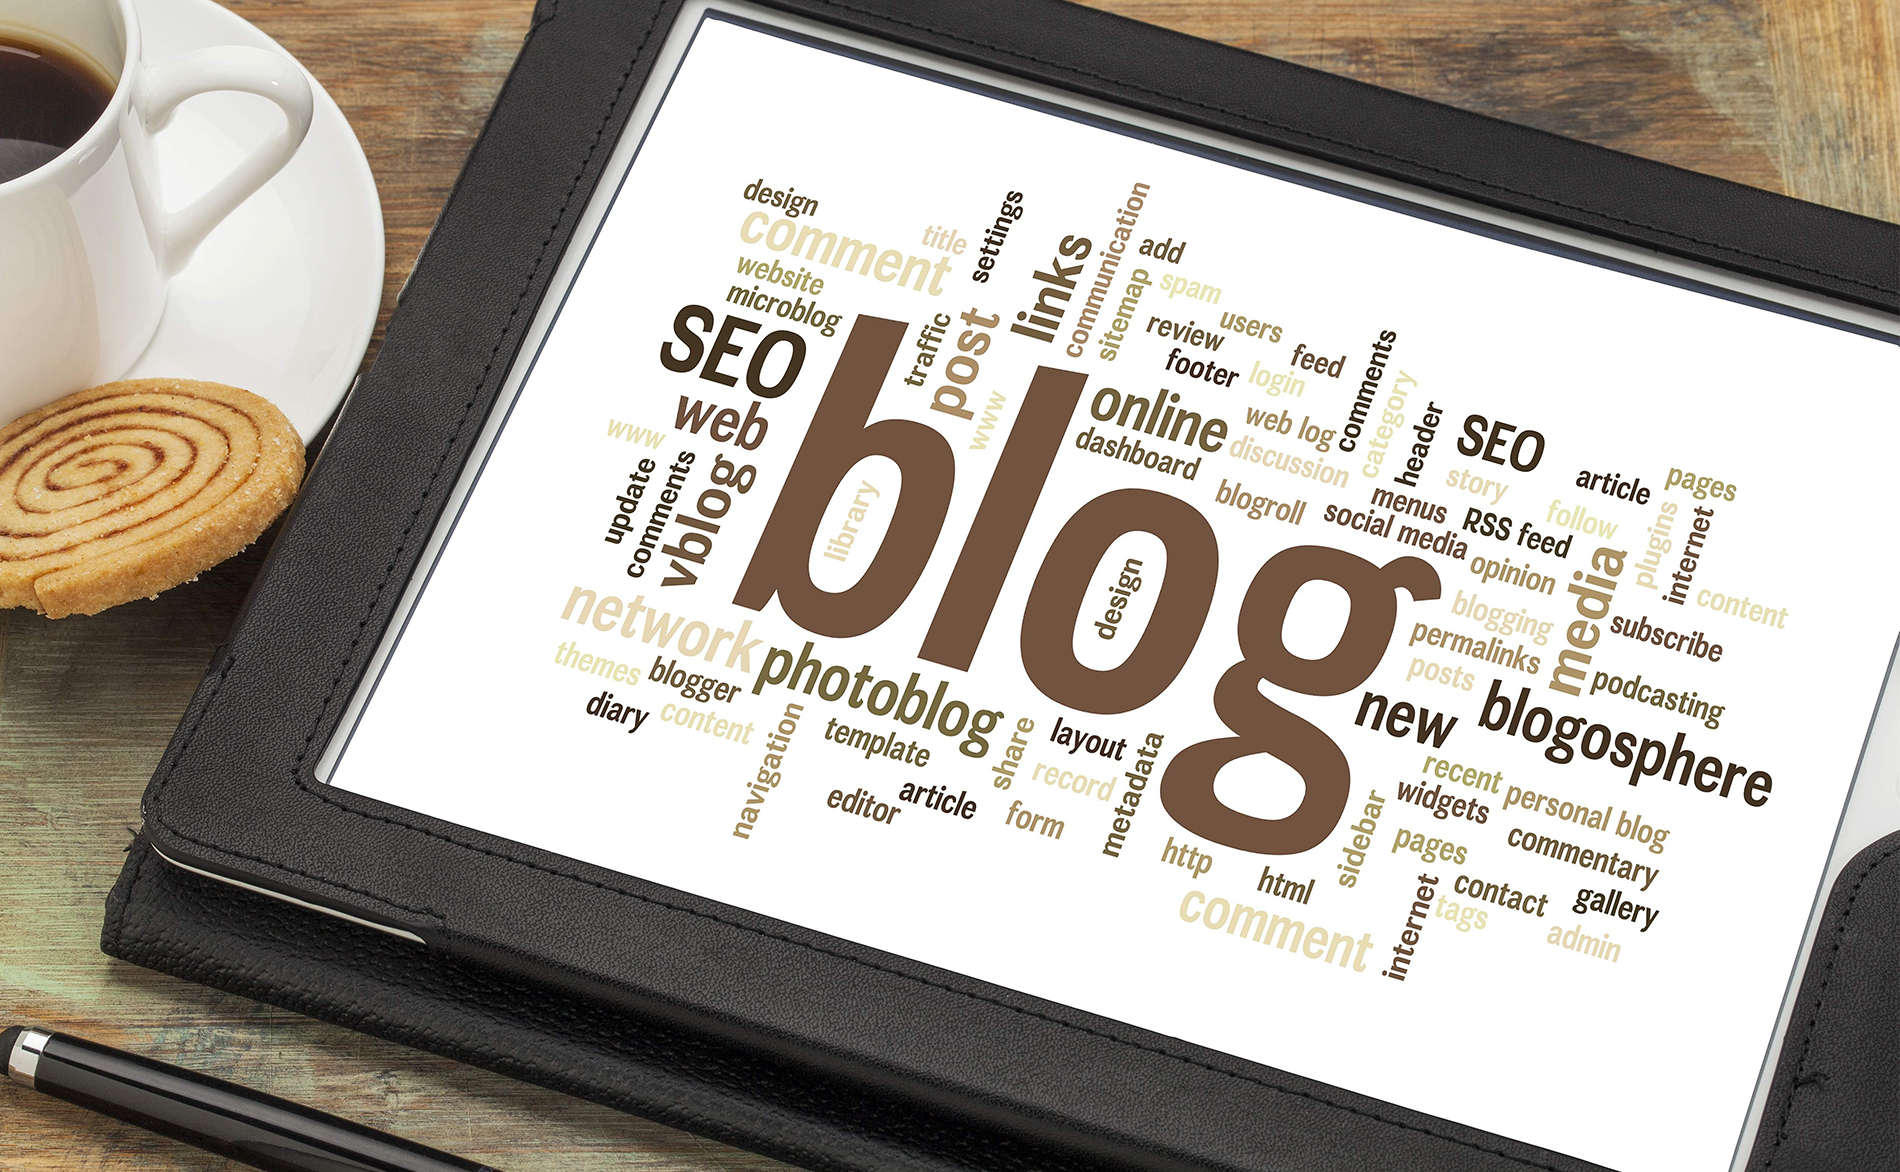 design
comment
title
settings
website
microblog
links
communication
add
sitemap
spam
users
SEO
traffic
post
review
feed
footer
login
comments
category
www
web
www
blog
online
web log
header
SEO
dashboard
discussion
story
article
pages
update
comments
vblog
library
design
blogroll
menus
social media
RSS feed
follow
plugins
internet
opinion
media
content
network
blogging
permalinks
subscribe
posts
themes
blogger
photoblog
podcasting
diary
content
new
blogosphere
navigation
template
share
layout
record
metadata
recent
personal blog
widgets
editor
article
form
sidebar
pages
commentary
http
html
internet
contact
gallery
comment
tags
admin